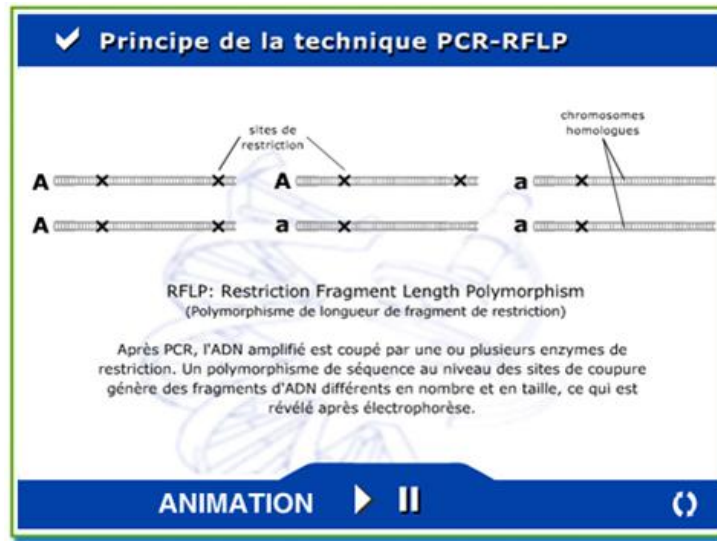 Principe de la technique PCR-RFLP
sites de
restriction
chromosomes
homologues
A
A
a
A
a
a
RFLP: Restriction Fragment Length Polymorphism
(Polymorphisme de longueur de fragment de restriction)
Après PCR, l'ADN amplifié est coupé par une ou plusieurs enzymes de
restriction. Un polymorphisme de séquence au niveau des sites de coupure
génère des fragments d'ADN différents en nombre et en taille, ce qui est
révélé après électrophorèse.
ANIMATION